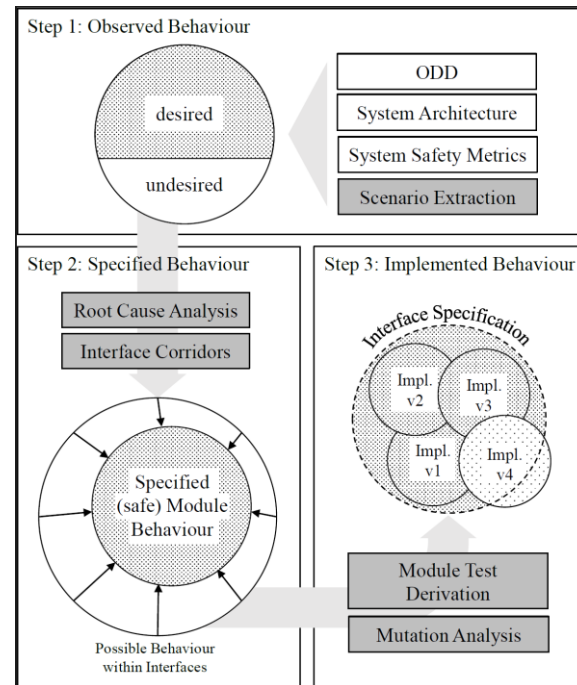 Step 1: Observed Behaviour
desired
undesired
ODD
System Architecture
System Safety Metrics
Scenario Extraction
Step 2: Specified Behaviour
Root Cause Analysis
Interface Corridors
Specified
(safe) Module
Behaviour
Possible Behaviour
within Interfaces
Step 3: Implemented Behaviour
Interface Specification
Impl.
v2
Impl.
v3
Impl.
v1
Impl.
v4
Module Test
Derivation
Mutation Analysis